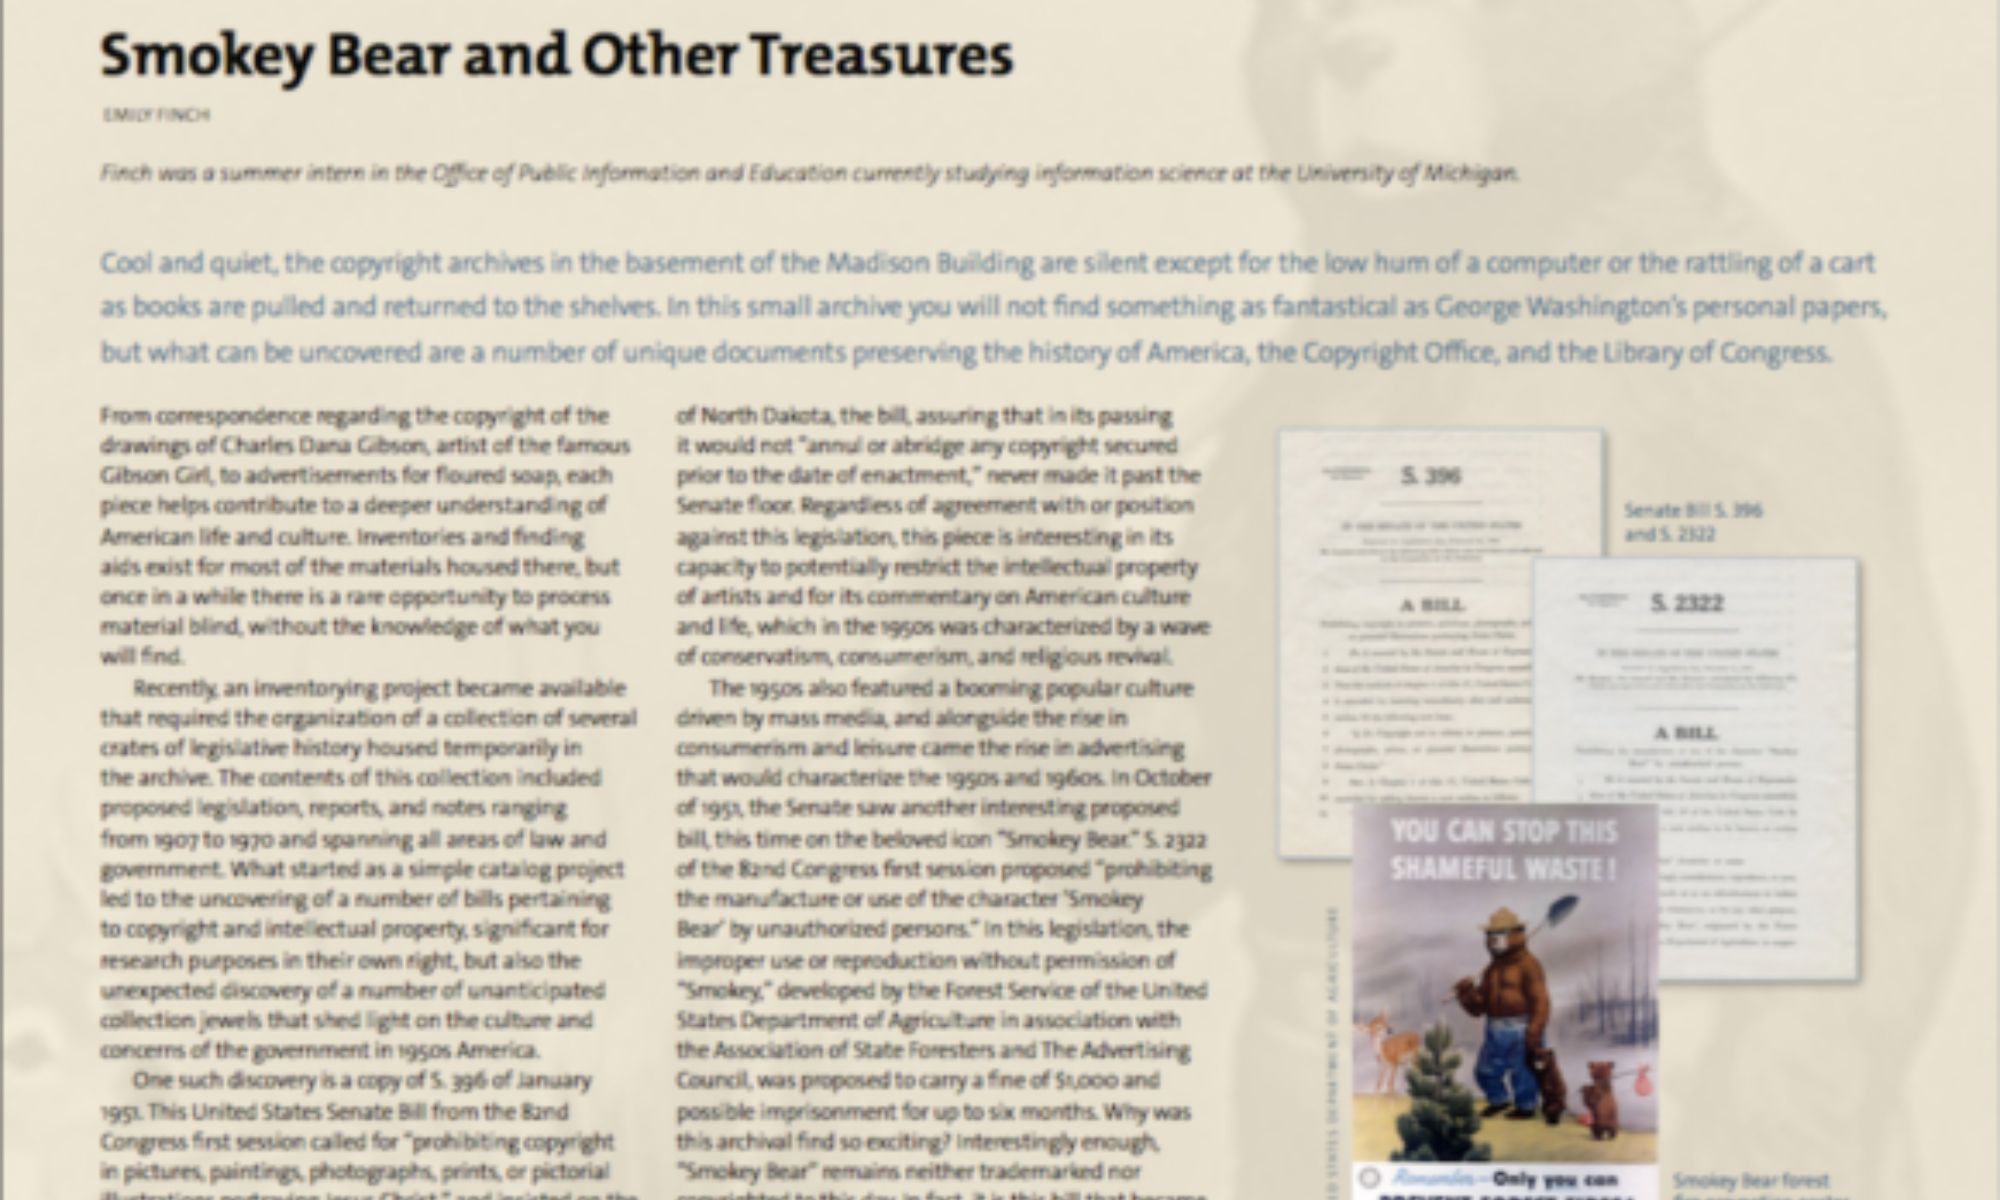 Smokey Bear and Other Treasures
EMILY FINCH
Finch was a summer intern in the Office of Public Information and Education currently studying information science at the University of Michigan.
Cool and quiet, the copyright archives in the basement of the Madison Building are silent except for the low hum of a computer or the rattling of a cart
as books are pulled and returned to the shelves. In this small archive you will not find something as fantastical as George Washington's personal papers,
but what can be uncovered are a number of unique documents preserving the history of America, the Copyright Office, and the Library of Congress.
From correspondence regarding the copyright of the
drawings of Charles Dana Gibson, artist of the famous
Gibson Girl, to advertisements for floured soap, each
piece helps contribute to a deeper understanding of
American life and culture. Inventories and finding
aids exist for most of the materials housed there, but
once in a while there is a rare opportunity to process
material blind, without the knowledge of what you
will find.
Recently, an inventorying project became available
that required the organization of a collection of several
crates of legislative history housed temporarily in
the archive. The contents of this collection included
proposed legislation, reports, and notes ranging
from 1907 to 1970 and spanning all areas of law and
government. What started as a simple catalog project
led to the uncovering of a number of bills pertaining
to copyright and intellectual property, significant for
research purposes in their own right, but also the
unexpected discovery of a number of unanticipated
collection jewels that shed light on the culture and
concerns of the government in 1950s America.
One such discovery is a copy of S. 396 of January
1951. This United States Senate Bill from the 82nd
Congress first session called for "prohibiting copyright
in pictures, paintings, photographs, prints, or pictorial
illustrations portraying Jesus Christ," and insisted on the
of North Dakota, the bill, assuring that in its passing
it would not "annul or abridge any copyright secured
prior to the date of enactment," never made it past the
Senate floor. Regardless of agreement with or position
against this legislation, this piece is interesting in its
capacity to potentially restrict the intellectual property
of artists and for its commentary on American culture
and life, which in the 1950s was characterized by a wave
of conservatism, consumerism, and religious revival.
The 1950s also featured a booming popular culture
driven by mass media, and alongside the rise in
consumerism and leisure came the rise in advertising
that would characterize the 1950s and 1960s. In October
of 1951, the Senate saw another interesting proposed
bill, this time on the beloved icon "Smokey Bear." S. 2322
of the 82nd Congress first session proposed "prohibiting
the manufacture or use of the character 'Smokey
Bear' by unauthorized persons." In this legislation, the
improper use or reproduction without permission of
"Smokey," developed by the Forest Service of the United
States Department of Agriculture in association with
the Association of State Foresters and The Advertising
Council, was proposed to carry a fine of $1,000 and
possible imprisonment for up to six months. Why was
this archival find so exciting? Interestingly enough,
"Smokey Bear" remains neither trademarked nor
copyrighted to this day. In fact, it is this bill that became
S. 396
A BILL
Senate Bill S. 396
and S. 2322
S. 2322
A BILL
YOU CAN STOP THIS
SHAMEFUL WASTE!
Remember—Only you can
STATES DEPARTMENT OF AGRICULTURE
Smokey Bear forest